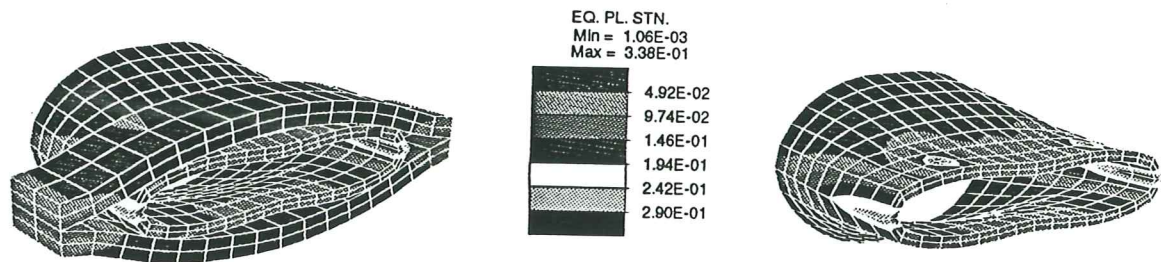 EQ. PL. STN.
Min = 1.06E-03
Max = 3.38E-01
4.92E-02
9.74E-02
1.46E-01
1.94E-01
2.42E-01
2.90E-01